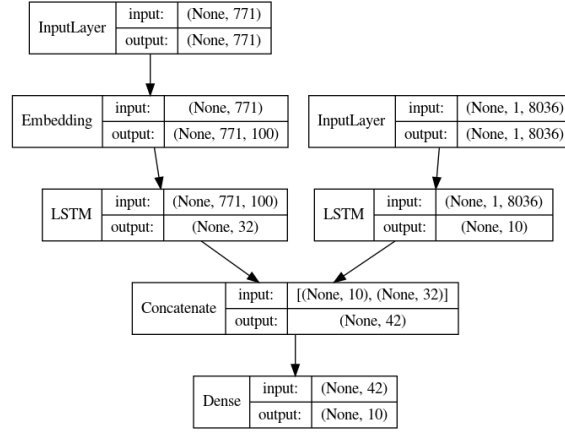 InputLayer
input: (None, 771)
output: (None, 771)
Embedding
input: (None, 771)
output: (None, 771, 100)
InputLayer
input: (None, 1, 8036)
output: (None, 1, 8036)
LSTM
input: (None, 771, 100)
output: (None, 32)
LSTM
input: (None, 1, 8036)
output: (None, 10)
Concatenate
input: [(None, 10), (None, 32)]
output: (None, 42)
Dense
input: (None, 42)
output: (None, 10)